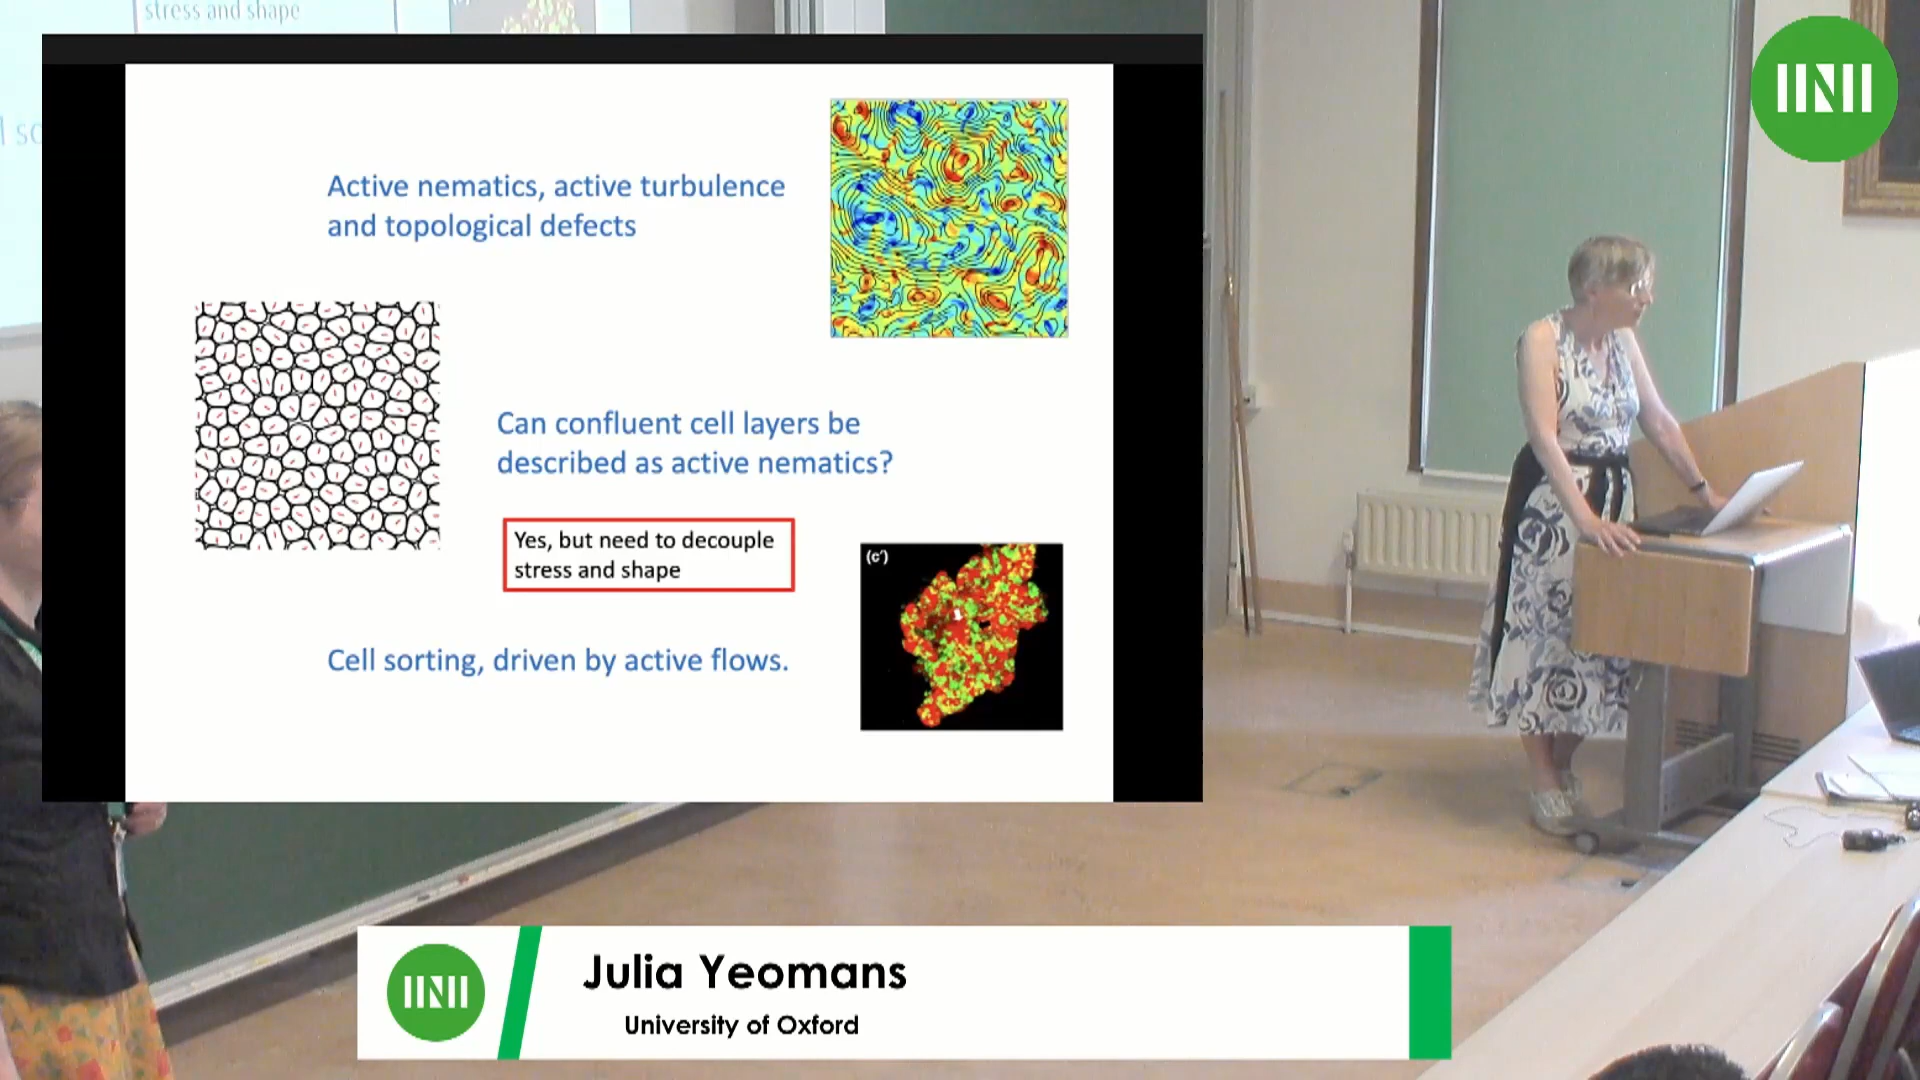 stress and shape
Active nematics, active turbulence
and topological defects
Can confluent cell layers be
described as active nematics?
Yes, but need to decouple
stress and shape
(c')
Cell sorting, driven by active flows.
Julia Yeomans
University of Oxford